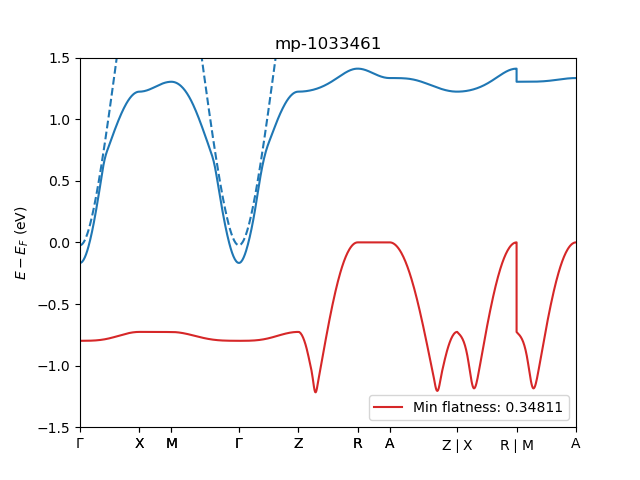 mp-1033461
E − E_F (eV)
1.5
1.0
0.5
0.0
−0.5
−1.0
−1.5
Min flatness: 0.34811
Γ X M Γ Z R A Z | X R | M A